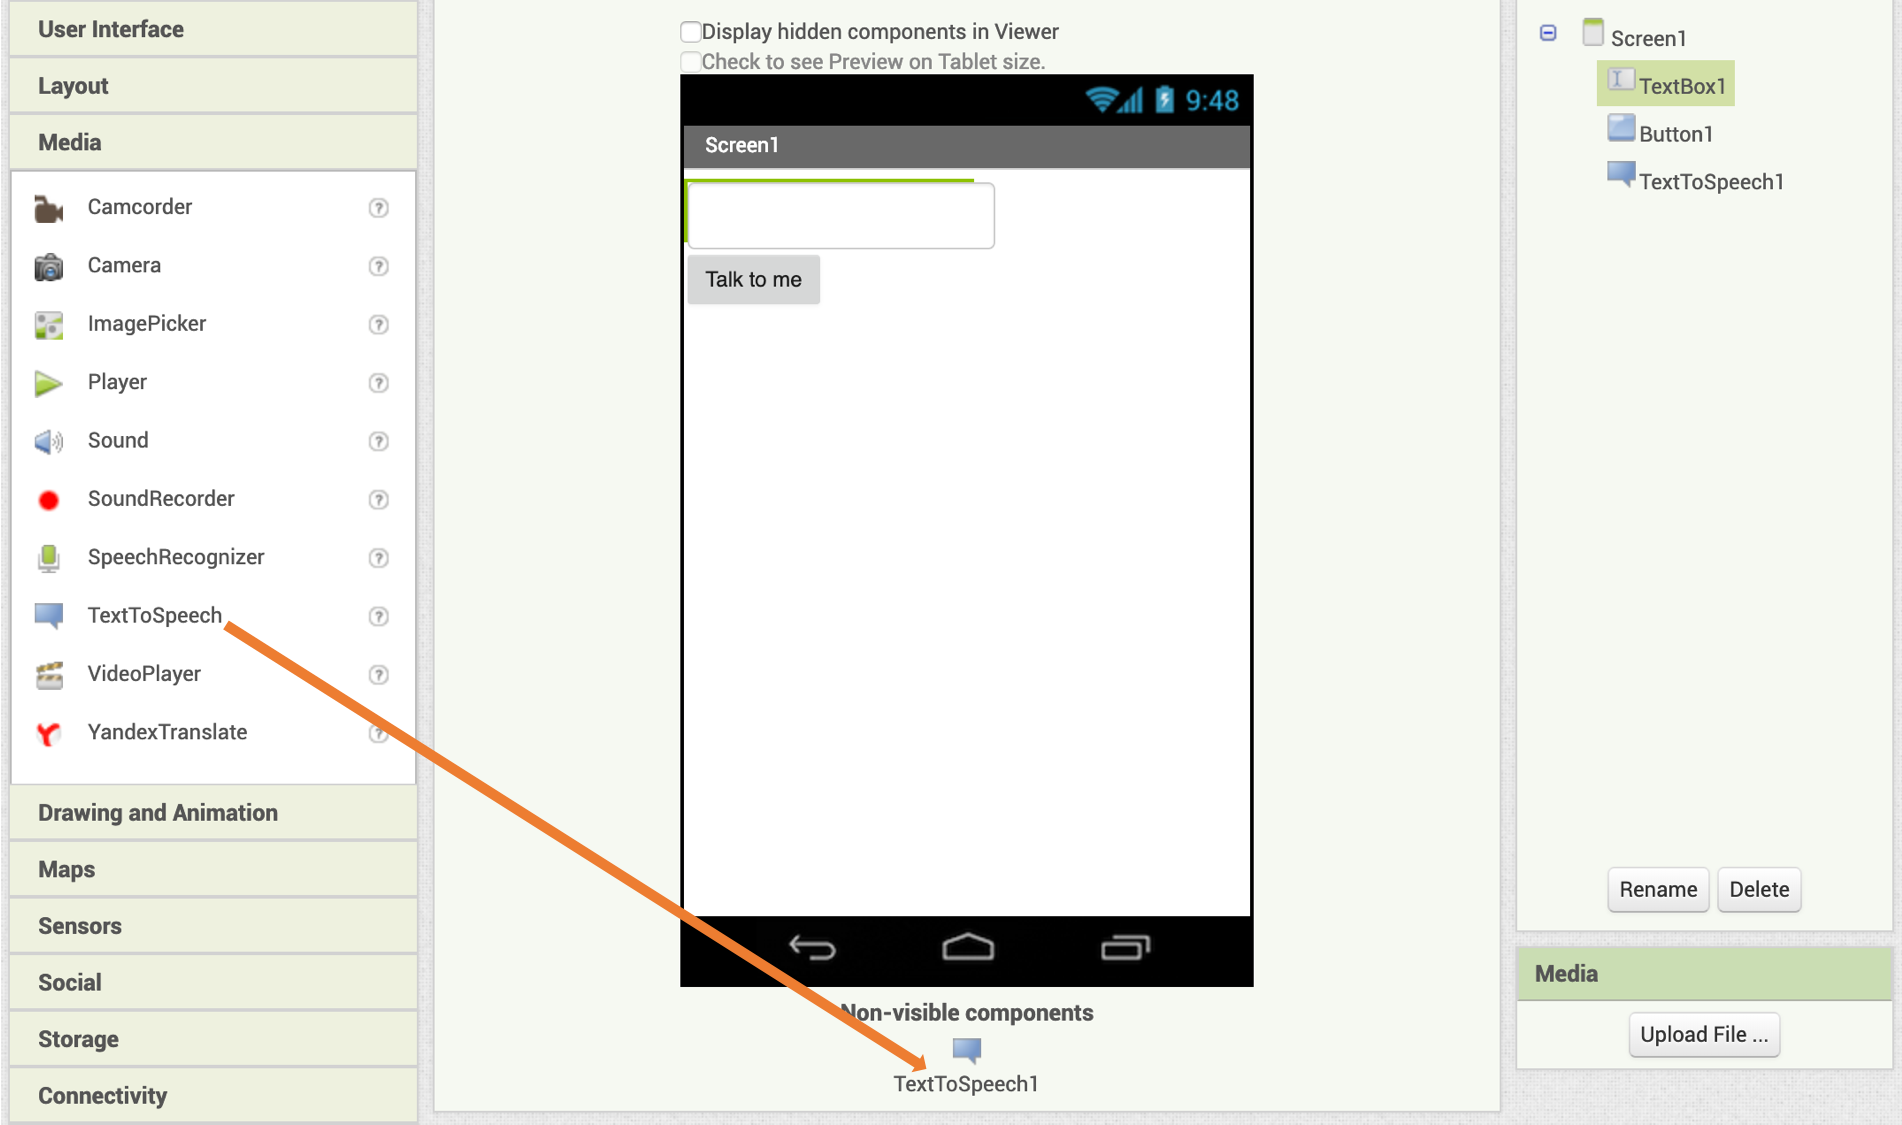 User Interface
Layout
Media
Camcorder
Camera
ImagePicker
Player
Sound
SoundRecorder
SpeechRecognizer
TextToSpeech
VideoPlayer
YandexTranslate
Drawing and Animation
Maps
Sensors
Social
Storage
Connectivity
Display hidden components in Viewer
Check to see Preview on Tablet size.
9:48
Screen1
Talk to me
Non-visible components
TextToSpeech1
Screen1
TextBox1
Button1
TextToSpeech1
Rename Delete
Media
Upload File ...